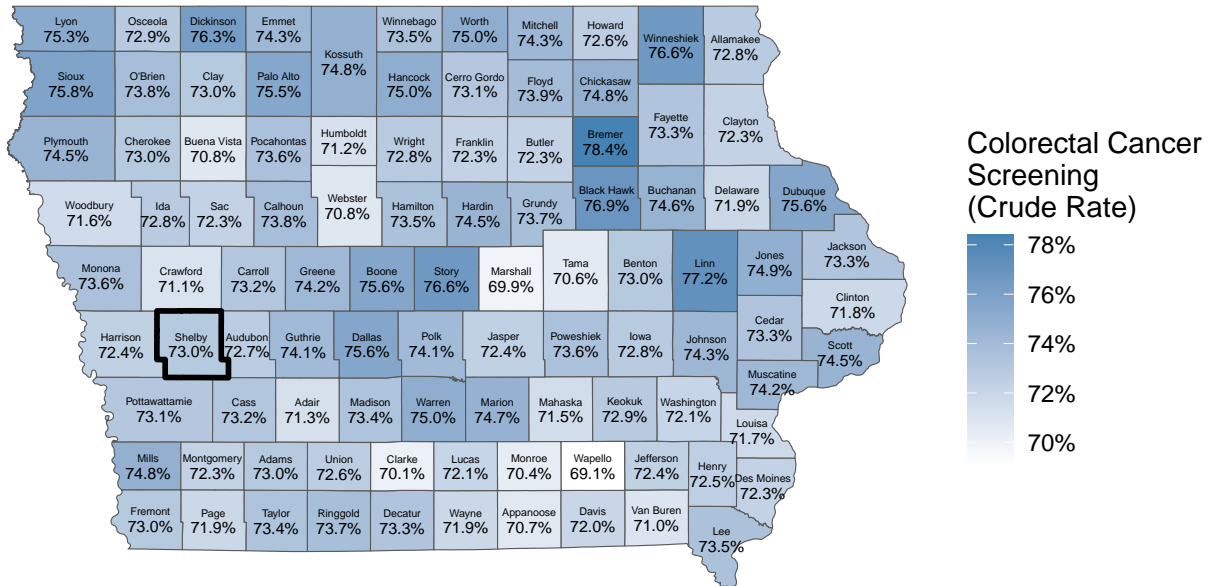 Lyon Osceola Dickinson Emmet Winnebago Worth Mitchell Howard Winneshiek Allamakee
75.3% 72.9% 76.3% 74.3% 73.5% 75.0% 74.3% 72.6% 76.6% 72.8%
Kossuth
74.8%
Sioux O'Brien Clay Palo Alto Hancock Cerro Gordo Floyd Chickasaw
75.8% 73.8% 73.0% 75.5% 75.0% 73.1% 73.9% 74.8%
Fayette Clayton
73.3% 72.3%
Plymouth Cherokee Buena Vista Pocahontas Humboldt Wright Franklin Butler Bremer
74.5% 73.0% 70.8% 73.6% 71.2% 72.8% 72.3% 72.3% 78.4%
Woodbury Ida Sac Calhoun Webster Hamilton Hardin Grundy Black Hawk Buchanan Delaware Dubuque
71.6% 72.8% 72.3% 73.8% 70.8% 73.5% 74.5% 73.7% 76.9% 74.6% 71.9% 75.6%
Monona Crawford Carroll Greene Boone Story Marshall Tama Benton Linn Jones Jackson
73.6% 71.1% 73.2% 74.2% 75.6% 76.6% 69.9% 70.6% 73.0% 77.2% 74.9% 73.3%
Clinton
71.8%
Harrison Shelby Audubon Guthrie Dallas Polk Jasper Poweshiek Iowa Johnson Cedar Scott
72.4% 73.0% 72.7% 74.1% 75.6% 74.1% 72.4% 73.6% 72.8% 74.3% 73.3% 74.5%
Muscatine
74.2%
Pottawattamie Cass Adair Madison Warren Marion Mahaska Keokuk Washington Louisa
73.1% 73.2% 71.3% 73.4% 75.0% 74.7% 71.5% 72.9% 72.1% 71.7%
Mills Montgomery Adams Union Clarke Lucas Monroe Wapello Jefferson Henry Des Moines
74.8% 72.3% 73.0% 72.6% 70.1% 72.1% 70.4% 69.1% 72.4% 72.5% 72.3%
Fremont Page Taylor Ringgold Decatur Wayne Appanoose Davis Van Buren Lee
73.0% 71.9% 73.4% 73.7% 73.3% 71.9% 70.7% 72.0% 71.0% 73.5%
Colorectal Cancer
Screening
(Crude Rate)
78%
76%
74%
72%
70%